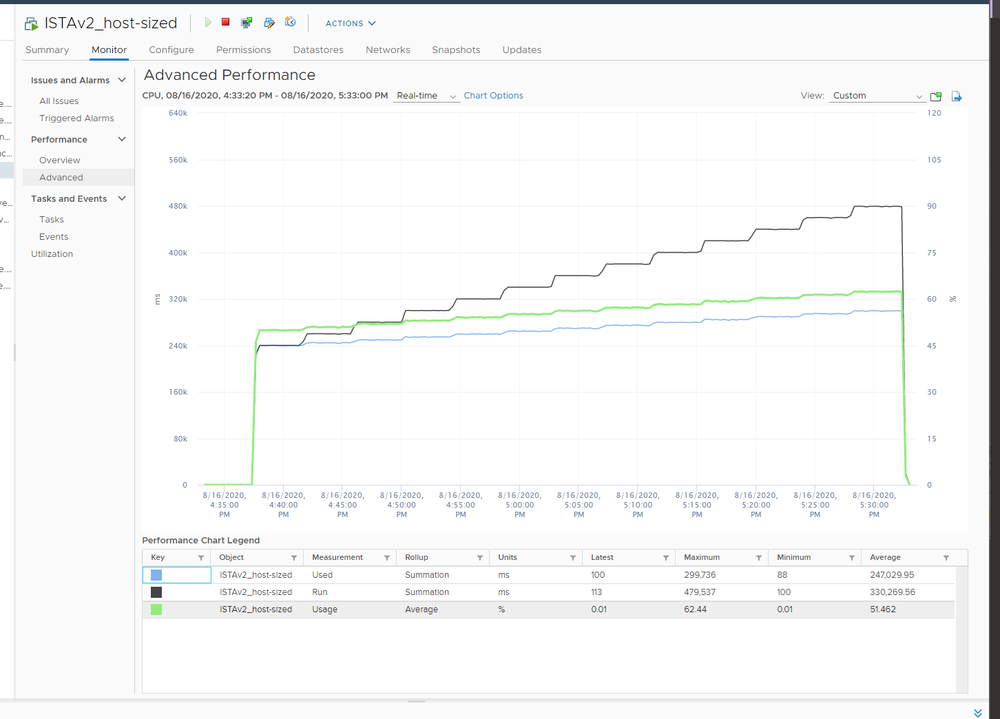 ISTAv2_host-sized
ACTIONS
Summary Monitor Configure Permissions Datastores Networks Snapshots Updates
Issues and Alarms
All Issues
Triggered Alarms
Performance
Overview
Advanced
Tasks and Events
Tasks
Events
Utilization
e....
e....
n...
nc...
ve...
v...
e....
e....
Advanced Performance
CPU, 08/16/2020, 4:33:20 PM - 08/16/2020, 5:33:00 PM Real-time Chart Options View: Custom
640k 120
560k 105
480k 90
400k 75
320k 60
ms %
240k 45
160k 30
80k 15
0 0
8/16/2020, 8/16/2020, 8/16/2020, 8/16/2020, 8/16/2020, 8/16/2020, 8/16/2020, 8/16/2020, 8/16/2020, 8/16/2020, 8/16/2020, 8/16/2020,
4:35:00 4:40:00 4:45:00 4:50:00 4:55:00 5:00:00 5:05:00 5:10:00 5:15:00 5:20:00 5:25:00 5:30:00
PM PM PM PM PM PM PM PM PM PM PM PM
Performance Chart Legend
Key Object Measurement Rollup Units Latest Maximum Minimum Average
ISTAv2_host-sized Used Summation ms 100 299,736 88 247,029.95
ISTAv2_host-sized Run Summation ms 113 479,537 100 330,269.56
ISTAv2_host-sized Usage Average % 0.01 62.44 0.01 51.462